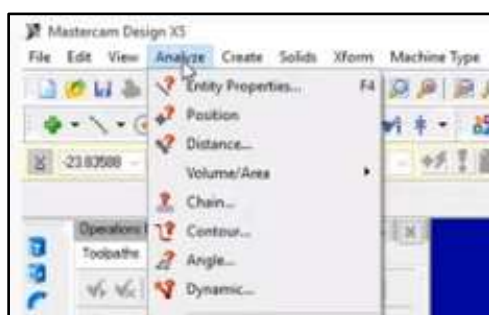 Mastercam Design X5
File Edit View Analyze Create Solids Xform Machine Type
Entity Properties... F4
Position
Distance...
-23.83588
Volume/Area
Chain...
Operations
Contour...
Toolpaths
Angle...
Dynamic...